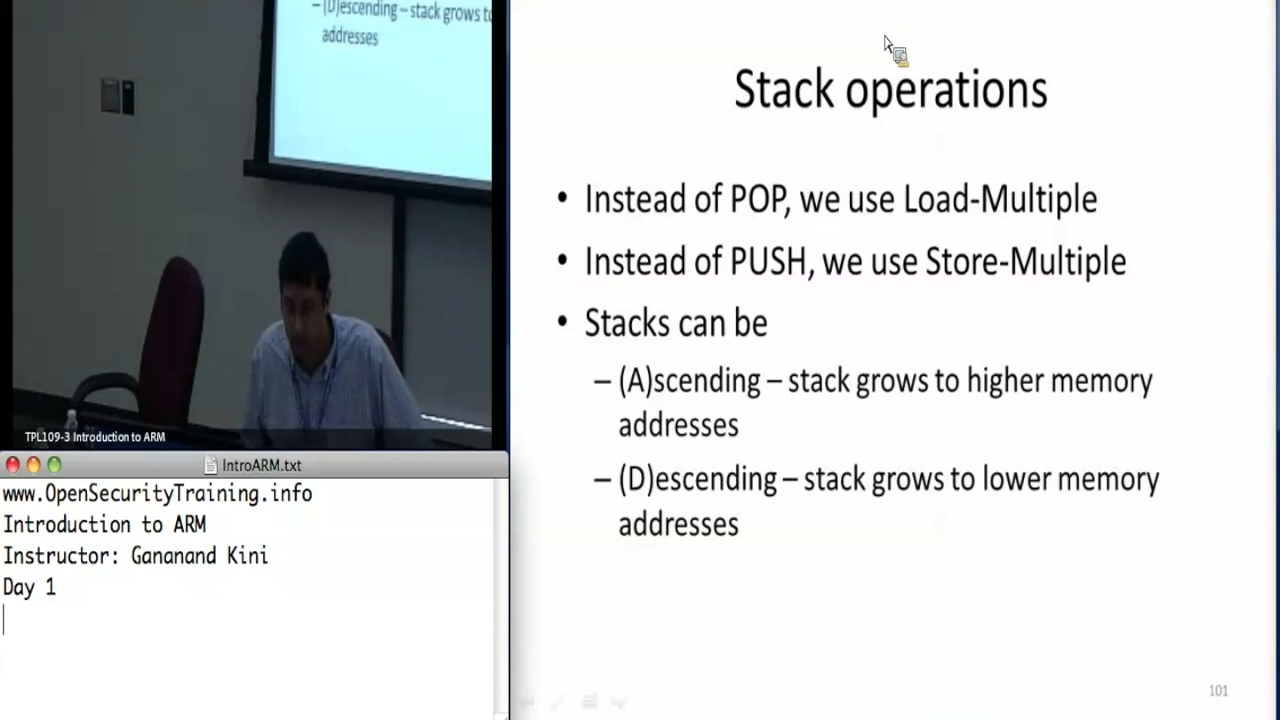 – (D)escending – stack grows to
addresses
TPL109-3 Introduction to ARM
IntroARM.txt
www.OpenSecurityTraining.info
Introduction to ARM
Instructor: Gananand Kini
Day 1
Stack operations
• Instead of POP, we use Load-Multiple
• Instead of PUSH, we use Store-Multiple
• Stacks can be
– (A)scending – stack grows to higher memory
addresses
– (D)escending – stack grows to lower memory
addresses
101